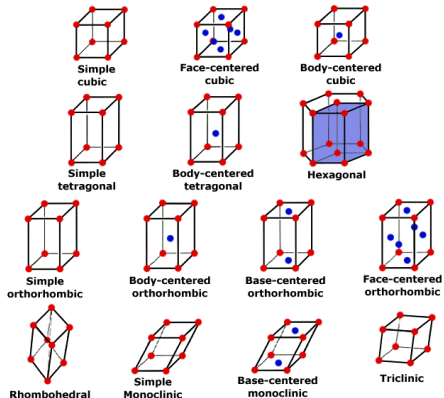 Simple
cubic
Face-centered
cubic
Body-centered
cubic
Simple
tetragonal
Body-centered
tetragonal
Hexagonal
Simple
orthorhombic
Body-centered
orthorhombic
Base-centered
orthorhombic
Face-centered
orthorhombic
Rhombohedral
Simple
Monoclinic
Base-centered
monoclinic
Triclinic